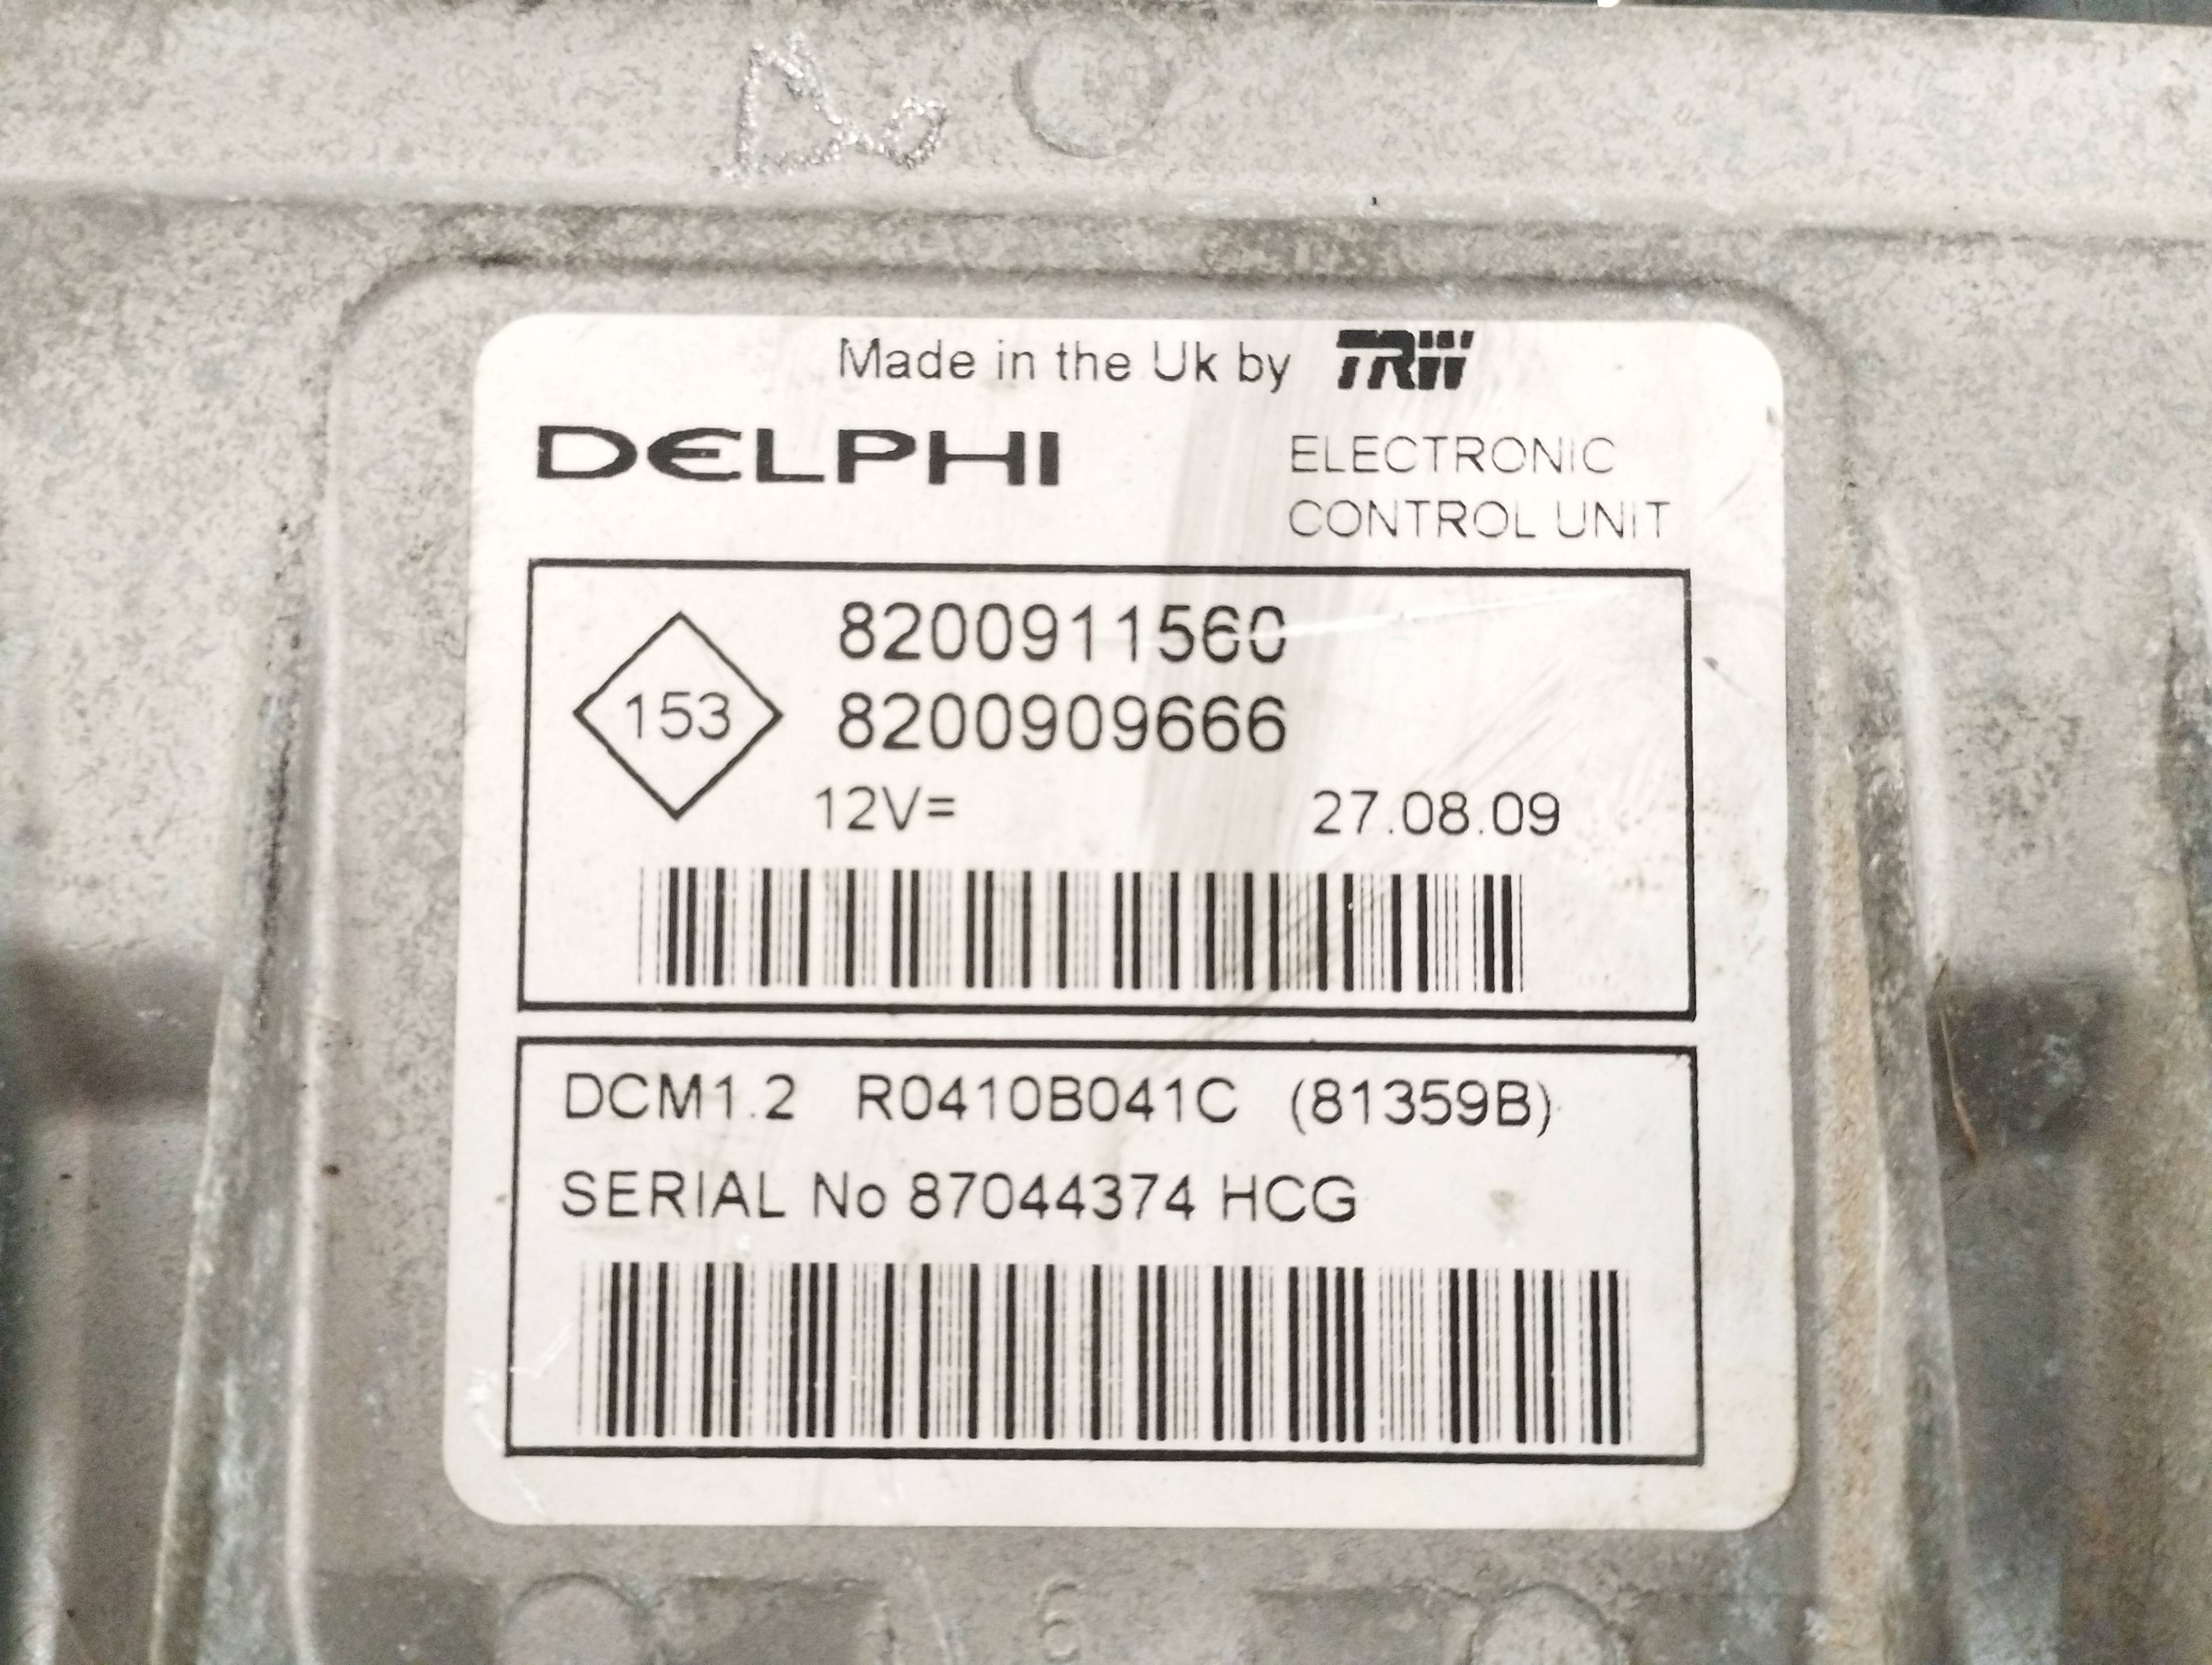 Made in the Uk by TRW
DELPHI
ELECTRONIC
CONTROL UNIT
153
8200911560
8200909666
12V=
27.08.09
DCM1.2 R0410B041C (81359B)
SERIAL No 87044374 HCG
6